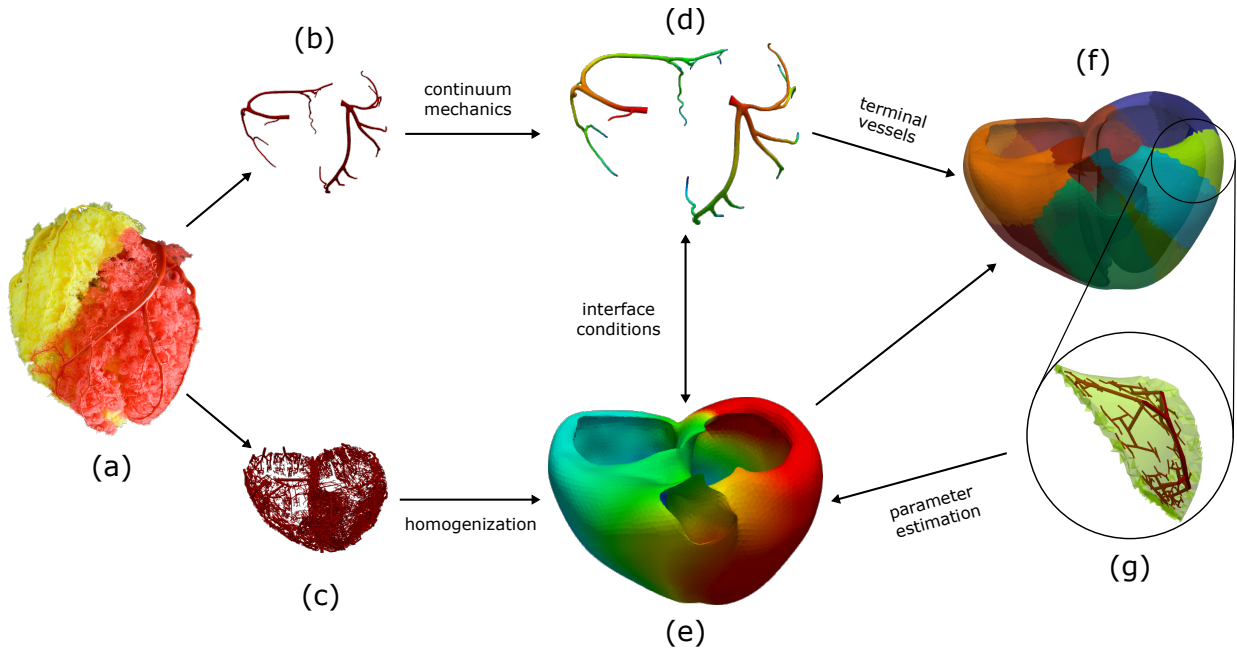 (d)
(b)
(f)
continuum
mechanics
terminal
vessels
interface
conditions
(a)
homogenization
parameter
estimation
(c)
(e)
(g)